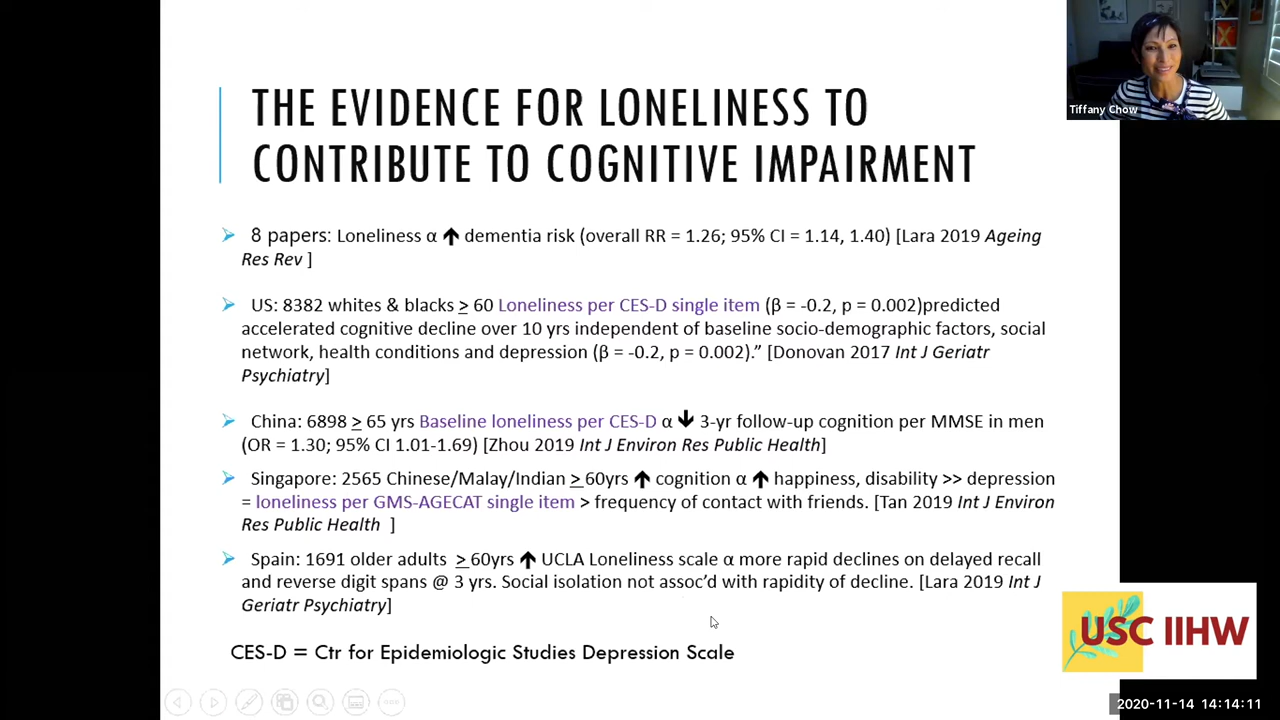 THE EVIDENCE FOR LONELINESS TO
CONTRIBUTE TO COGNITIVE IMPAIRMENT
Tiffany Chow
8 papers: Loneliness α ↑ dementia risk (overall RR = 1.26; 95% CI = 1.14, 1.40) [Lara 2019 Ageing
Res Rev ]
US: 8382 whites & blacks ≥ 60 Loneliness per CES-D single item (β = -0.2, p = 0.002)predicted
accelerated cognitive decline over 10 yrs independent of baseline socio-demographic factors, social
network, health conditions and depression (β = -0.2, p = 0.002).” [Donovan 2017 Int J Geriatr
Psychiatry]
China: 6898 ≥ 65 yrs Baseline loneliness per CES-D α ↓ 3-yr follow-up cognition per MMSE in men
(OR = 1.30; 95% CI 1.01-1.69) [Zhou 2019 Int J Environ Res Public Health]
Singapore: 2565 Chinese/Malay/Indian ≥ 60yrs ↑ cognition α ↑ happiness, disability >> depression
= loneliness per GMS-AGECAT single item > frequency of contact with friends. [Tan 2019 Int J Environ
Res Public Health ]
Spain: 1691 older adults ≥ 60yrs ↑ UCLA Loneliness scale α more rapid declines on delayed recall
and reverse digit spans @ 3 yrs. Social isolation not assoc’d with rapidity of decline. [Lara 2019 Int J
Geriatr Psychiatry]
CES-D = Ctr for Epidemiologic Studies Depression Scale
USC IIHW
2020-11-14 14:14:11